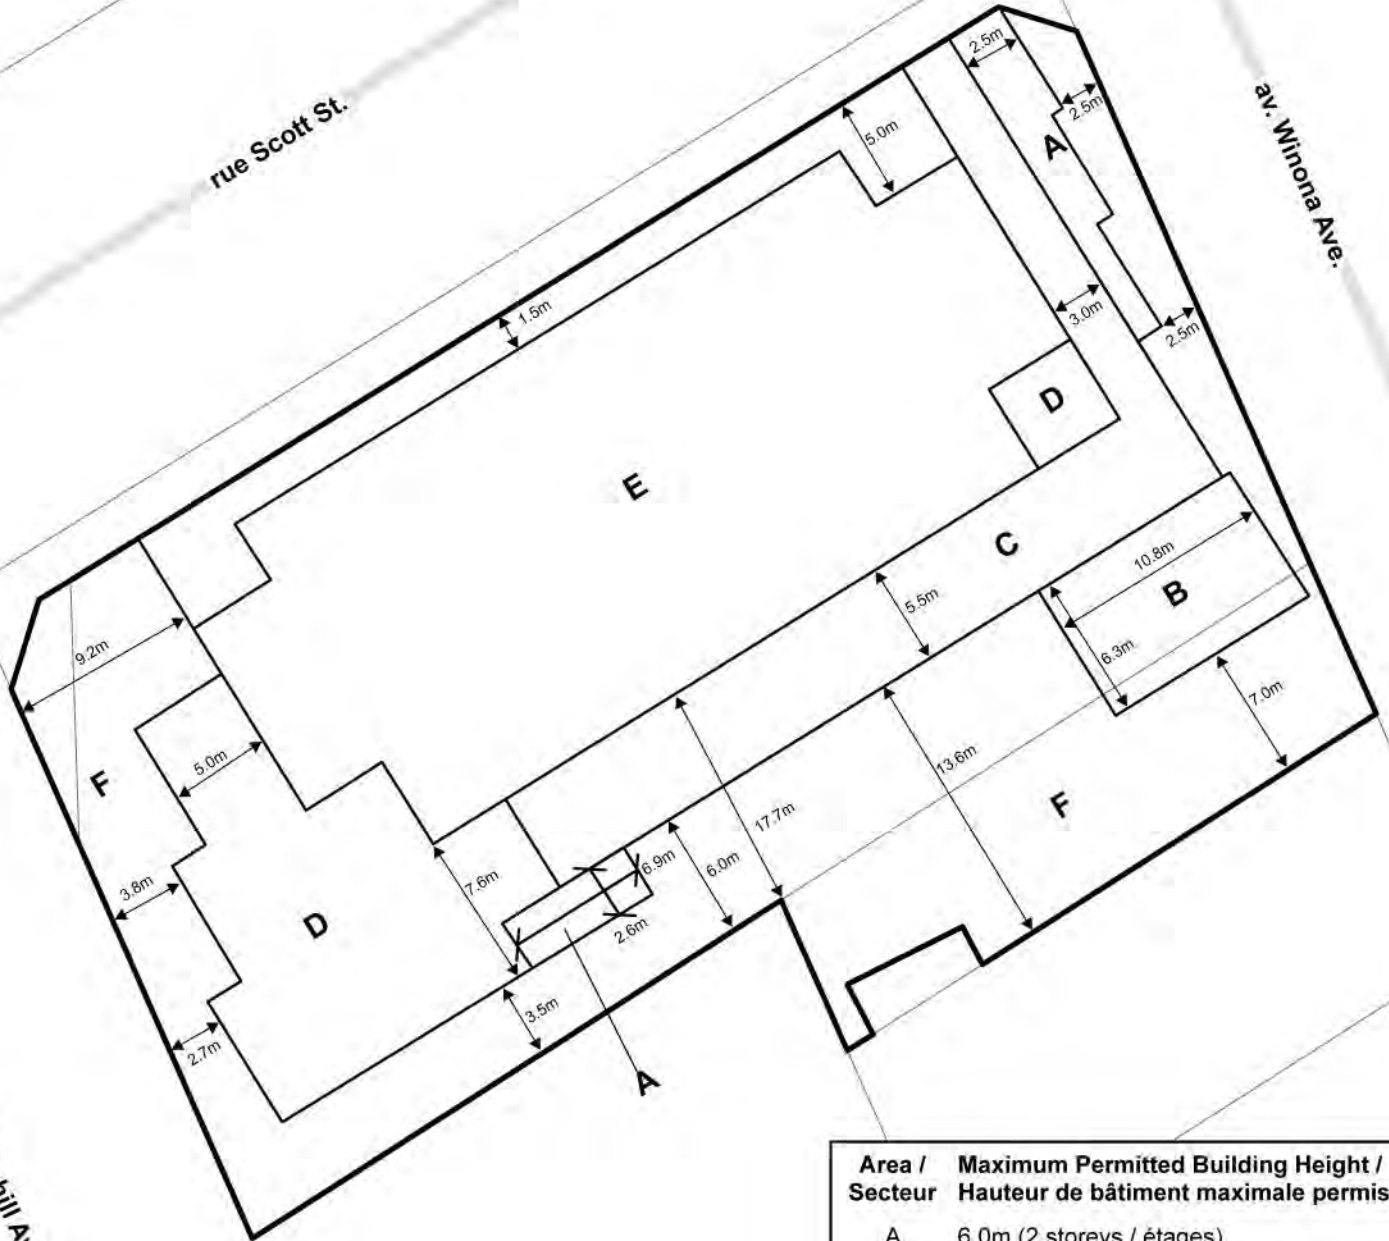 rue Scott St.
av. Winona Ave.
2.5m
2.5m
A
5.0m
1.5m
3.0m
2.5m
D
E
C
10.8m
B
5.5m
6.3m
9.2m
7.0m
F
5.0m
13.6m
F
17.7m
3.8m
7.6m
6.9m
6.0m
D
2.6m
3.5m
2.7m
A
Area / Maximum Permitted Building Height /
Secteur Hauteur de bâtiment maximale permis
A 6.0m (2 storeys / étages)
hill Av